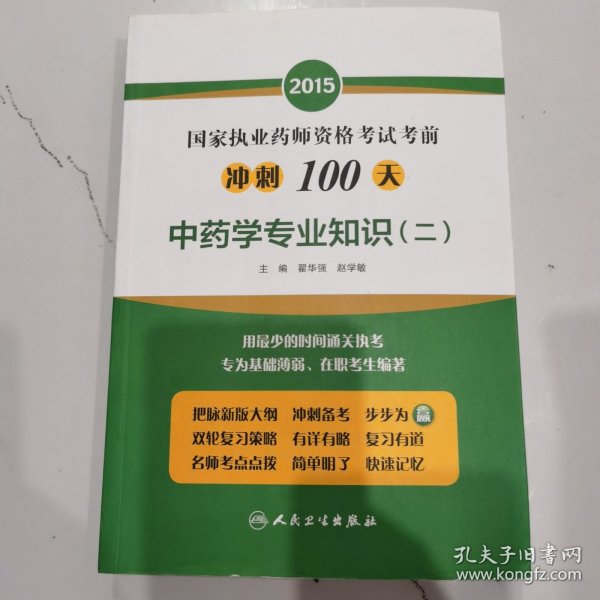 2015
国家执业药师资格考试考前
冲刺 100 天
中药学专业知识(二)
主 编 翟华强 赵学敏
用最少的时间通关执考
专为基础薄弱、在职考生编著
把脉新版大纲 冲刺备考 步步为赢
双轮复习策略 有详有略 复习有道
名师考点点拨 简单明了 快速记忆
人民卫生出版社
孔夫子旧书网
www.kongfz.com